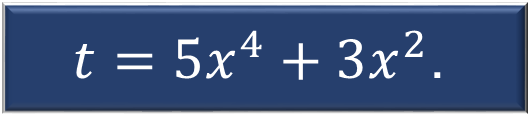 t = 5x⁴ + 3x².